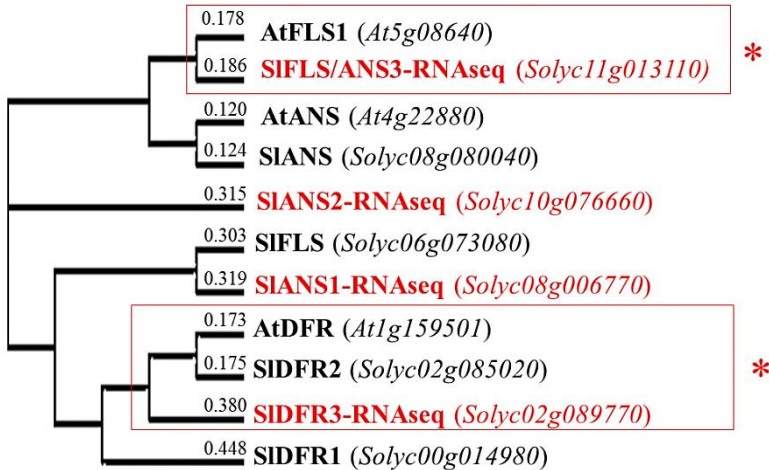 0.178
AtFLS1 (At5g08640)
0.186
SlFLS/ANS3-RNAseq (Solyc11g013110)
*
0.120
AtANS (At4g22880)
0.124
SlANS (Solyc08g080040)
0.315
SlANS2-RNAseq (Solyc10g076660)
0.303
SlFLS (Solyc06g073080)
0.319
SlANS1-RNAseq (Solyc08g006770)
0.173
AtDFR (At1g159501)
0.175
SlDFR2 (Solyc02g085020)
*
0.380
SlDFR3-RNAseq (Solyc02g089770)
0.448
SlDFR1 (Solyc00g014980)